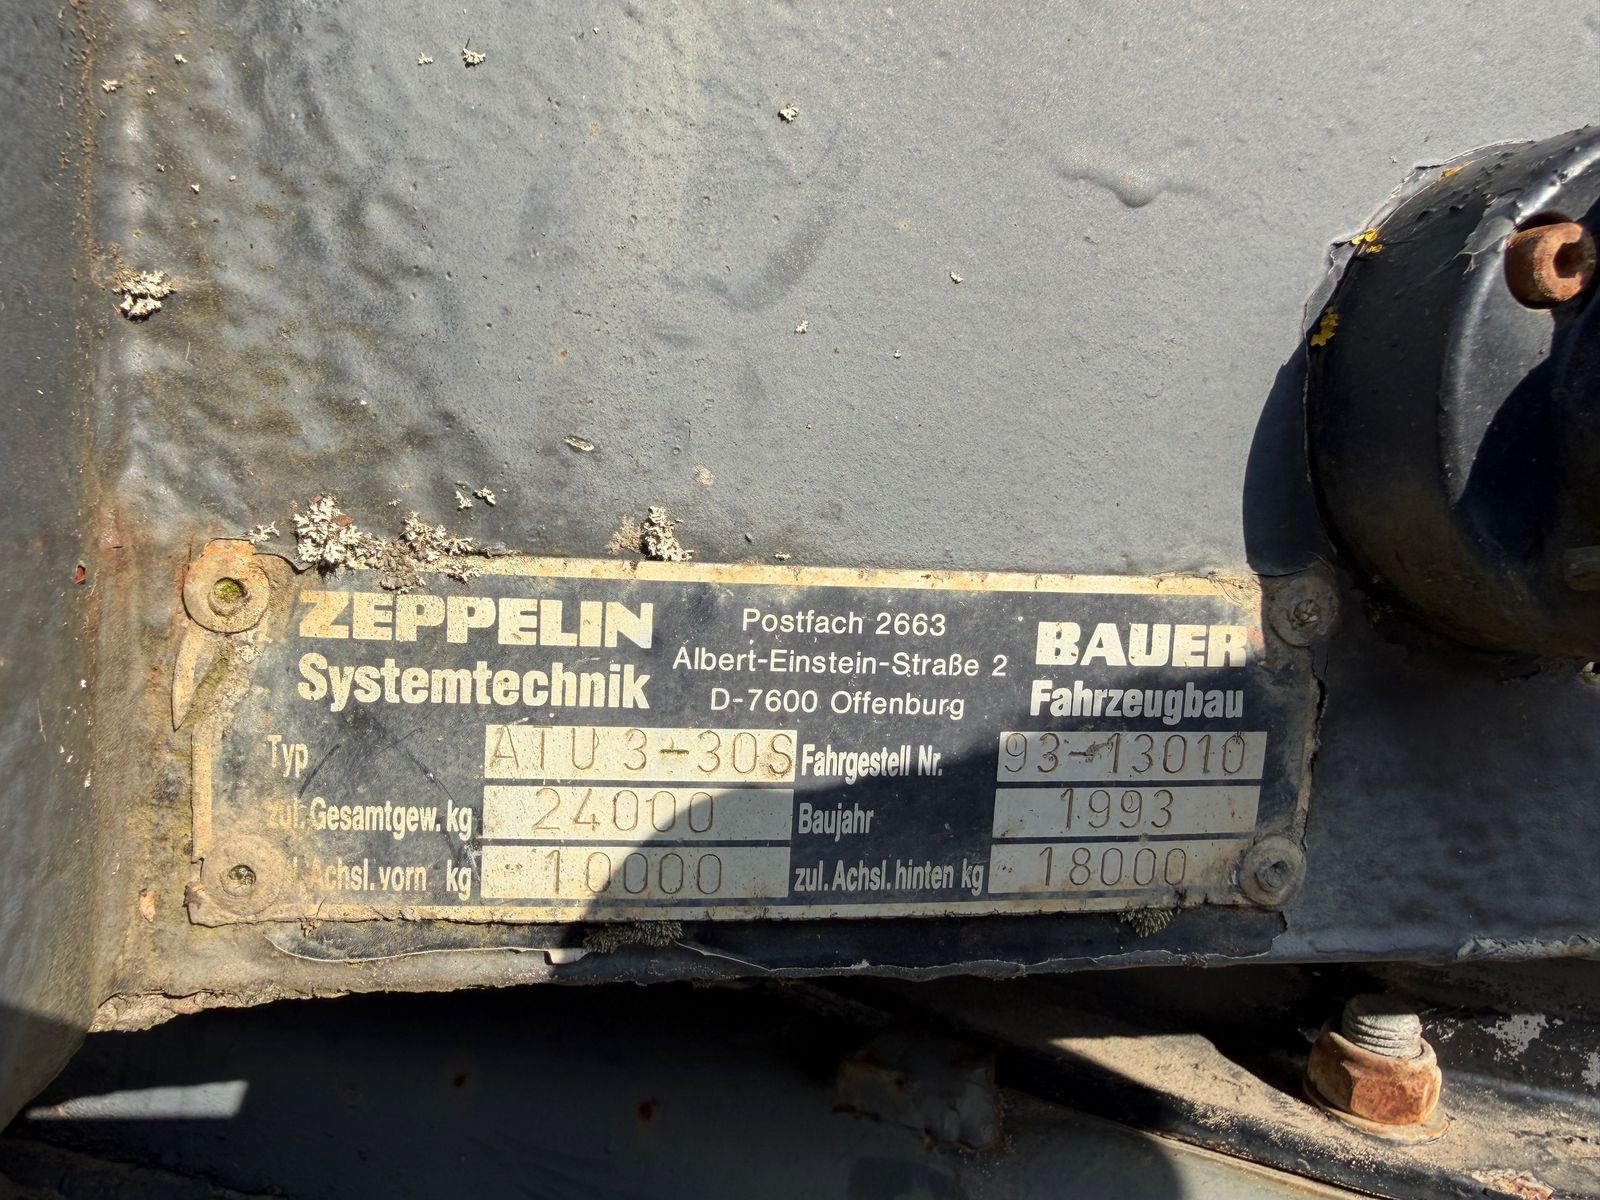 ZEPPELIN
Systemtechnik
Postfach 2663
Albert-Einstein-Straße 2
D-7600 Offenburg
BAUER
Fahrzeugbau
Typ ATU 3-30S Fahrgestell Nr. 93-13010
zul. Gesamtgew. kg 24000 Baujahr 1993
zul. Achsl. vorn kg 10000 zul. Achsl. hinten kg 18000